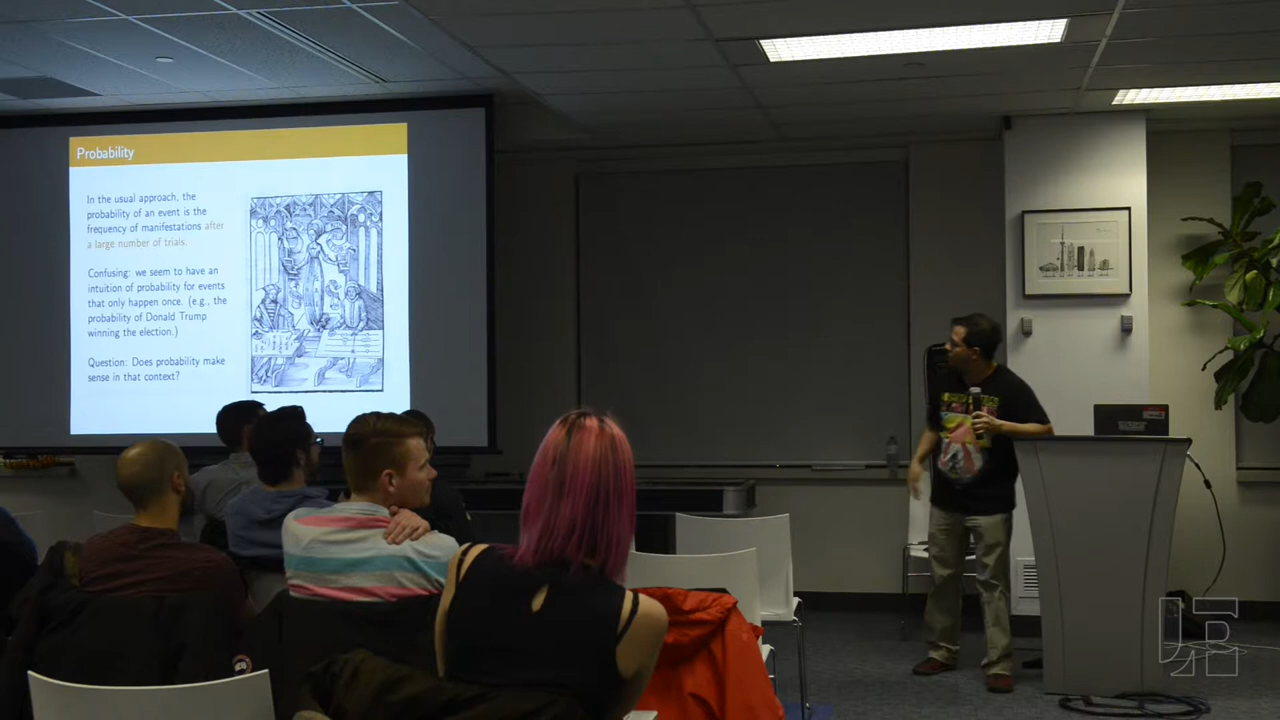 Probability
In the usual approach, the
probability of an event is the
frequency of manifestations after
a large number of trials.
Confusing: we seem to have an
intuition of probability for events
that only happen once. (e.g., the
probability of Donald Trump
winning the election.)
Question: Does probability make
sense in that context?